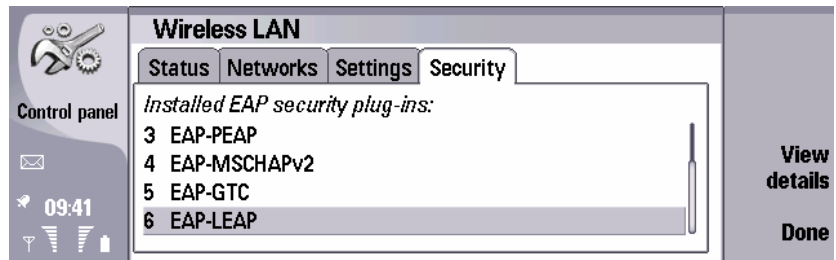 Wireless LAN
Status Networks Settings Security
Control panel
Installed EAP security plug-ins:
3 EAP-PEAP
4 EAP-MSCHAPv2
5 EAP-GTC
6 EAP-LEAP
09:41
View
details
Done